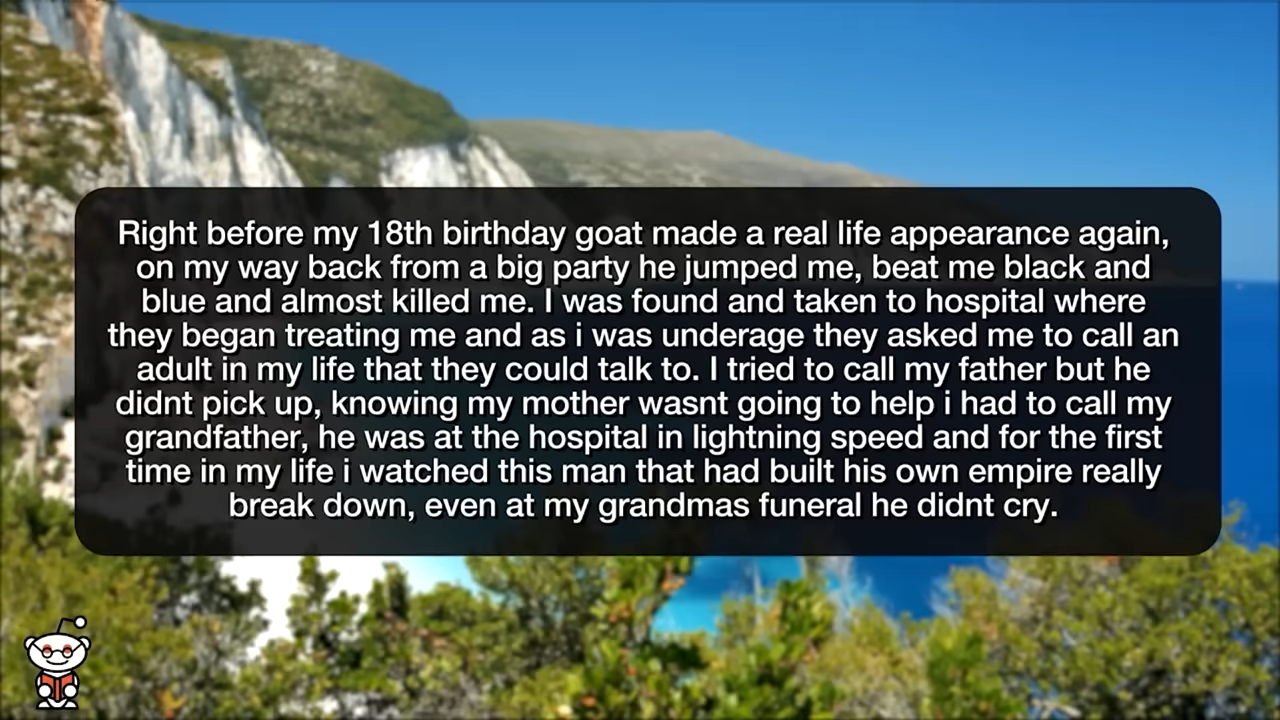 Right before my 18th birthday goat made a real life appearance again,
on my way back from a big party he jumped me, beat me black and
blue and almost killed me. I was found and taken to hospital where
they began treating me and as i was underage they asked me to call an
adult in my life that they could talk to. I tried to call my father but he
didnt pick up, knowing my mother wasnt going to help i had to call my
grandfather, he was at the hospital in lightning speed and for the first
time in my life i watched this man that had built his own empire really
break down, even at my grandmas funeral he didnt cry.